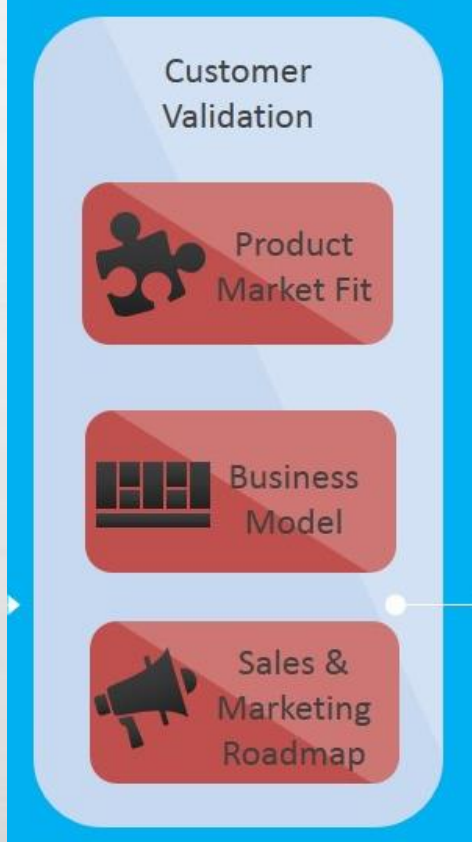 Customer
Validation
Product
Market Fit
Business
Model
Sales &
Marketing
Roadmap